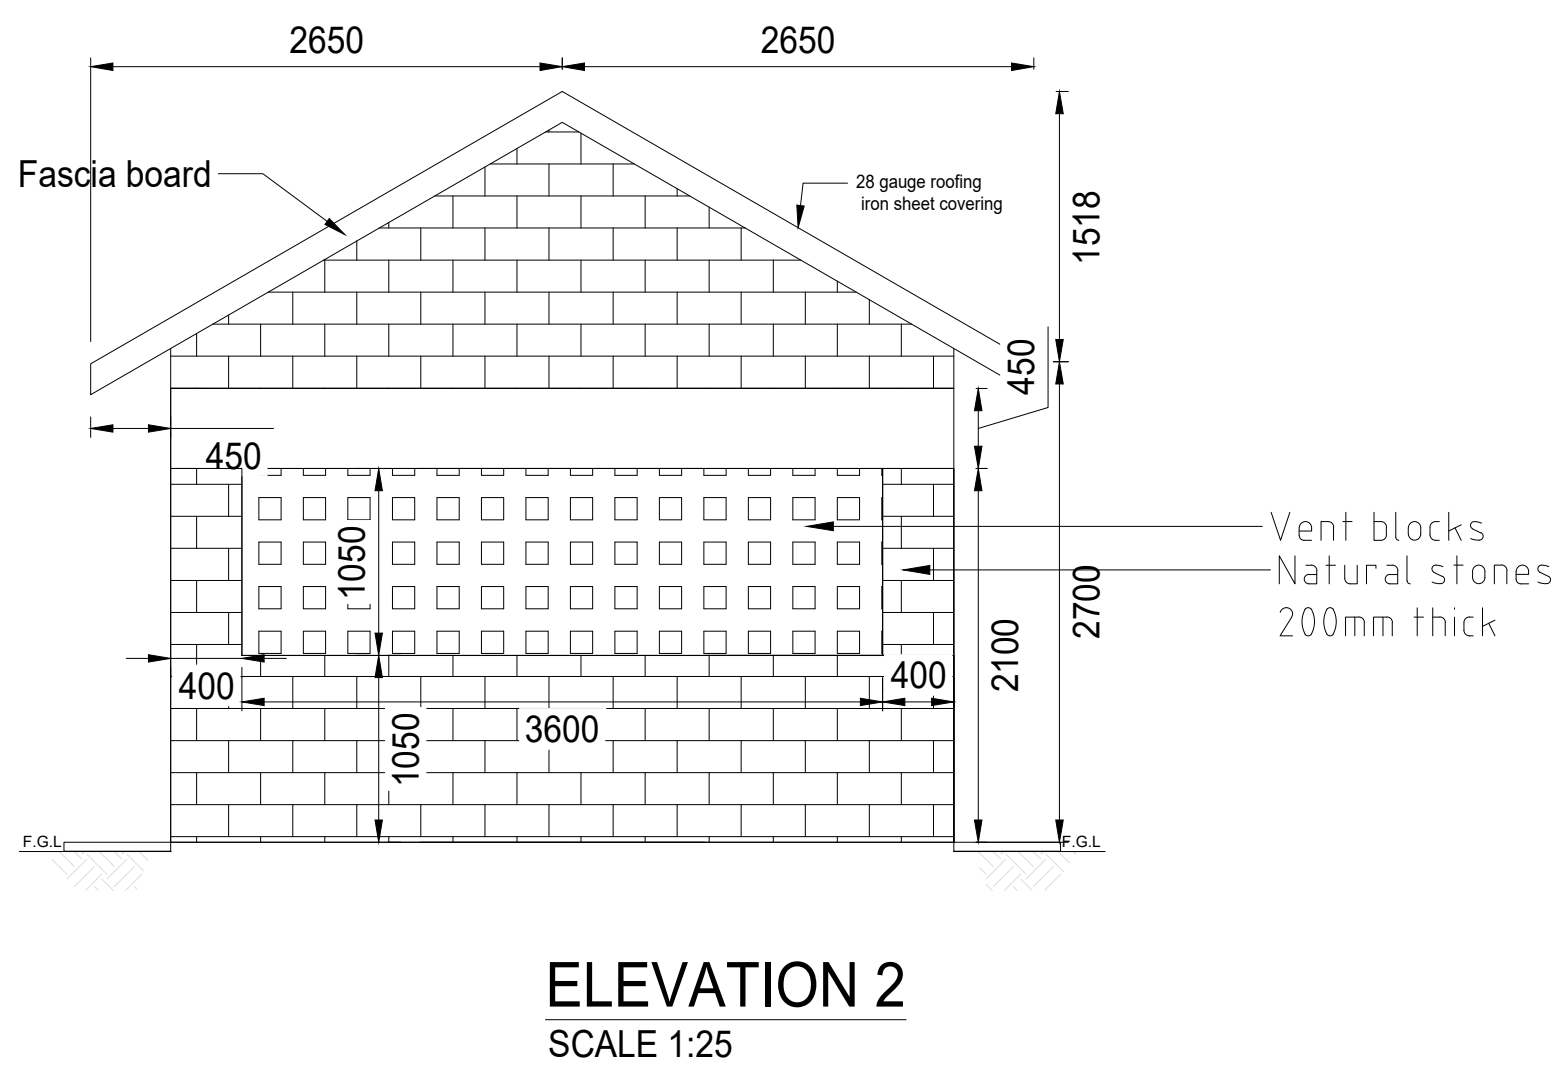 2650
2650
Fascia board
28 gauge roofing
iron sheet covering
1518
450
450
1050
Vent blocks
Natural stones
200mm thick
2700
2100
400
400
3600
1050
F.G.L
F.G.L
ELEVATION 2
SCALE 1:25